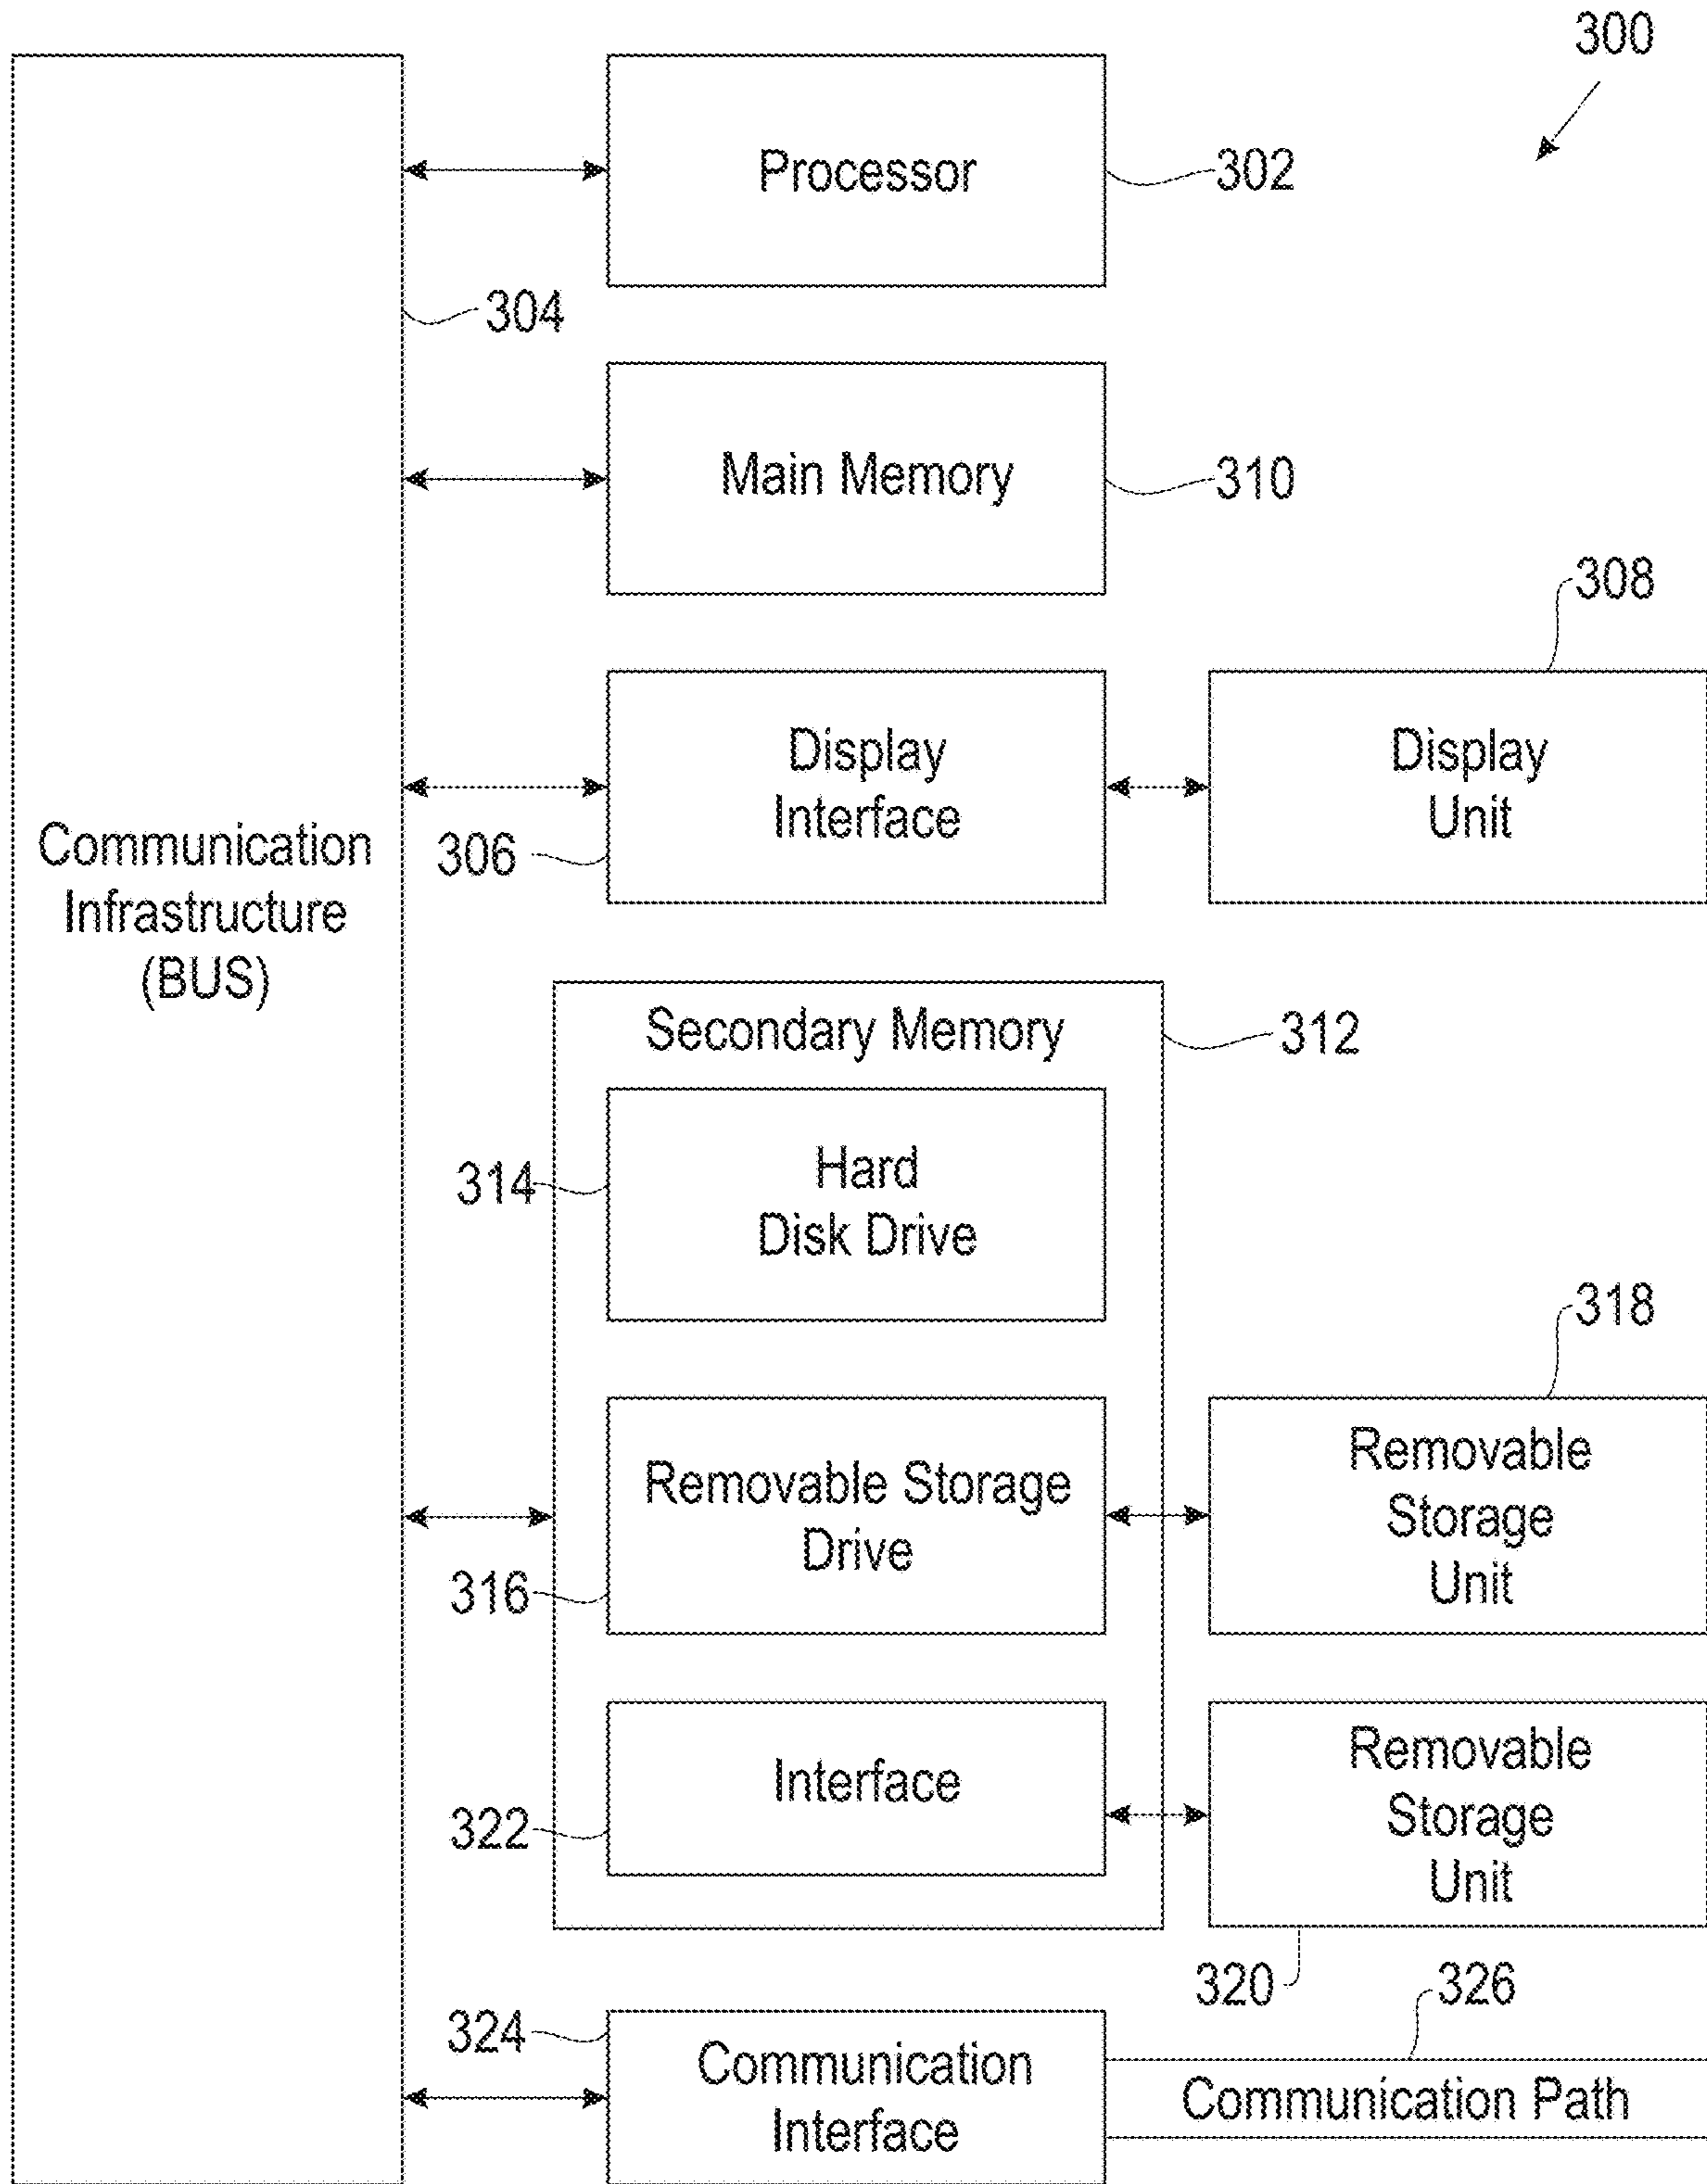 300
Processor
302
304
Main Memory
310
308
Display
Interface
306
Display
Unit
Communication
Infrastructure
(BUS)
Secondary Memory
312
Hard
Disk Drive
314
318
Removable Storage
Drive
316
Removable
Storage
Unit
Interface
322
Removable
Storage
Unit
320
326
324
Communication
Interface
Communication Path